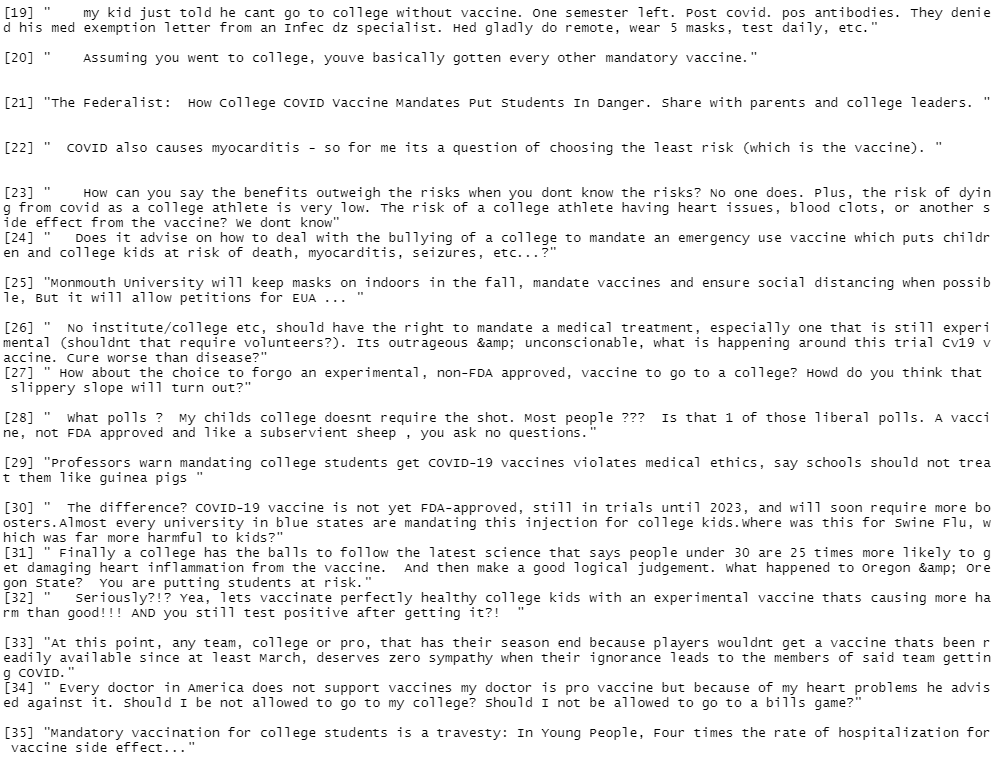 [19] "    my kid just told he cant go to college without vaccine. One semester left. Post covid. pos antibodies. They denie
d his med exemption letter from an Infec dz specialist. Hed gladly do remote, wear 5 masks, test daily, etc."
[20] "    Assuming you went to college, youve basically gotten every other mandatory vaccine."
[21] "The Federalist:  How College COVID Vaccine Mandates Put Students In Danger. Share with parents and college leaders. "
[22] "  COVID also causes myocarditis - so for me its a question of choosing the least risk (which is the vaccine). "
[23] "    How can you say the benefits outweigh the risks when you dont know the risks? No one does. Plus, the risk of dyin
g from covid as a college athlete is very low. The risk of a college athlete having heart issues, blood clots, or another s
ide effect from the vaccine? We dont know"
[24] "   Does it advise on how to deal with the bullying of a college to mandate an emergency use vaccine which puts childr
en and college kids at risk of death, myocarditis, seizures, etc...?"
[25] "Monmouth University will keep masks on indoors in the fall, mandate vaccines and ensure social distancing when possib
le, But it will allow petitions for EUA ... "
[26] "  No institute/college etc, should have the right to mandate a medical treatment, especially one that is still experi
mental (shouldnt that require volunteers?). Its outrageous &amp; unconscionable, what is happening around this trial Cv19 v
accine. Cure worse than disease?"
[27] " How about the choice to forgo an experimental, non-FDA approved, vaccine to go to a college? Howd do you think that
 slippery slope will turn out?"
[28] "  What polls ?  My childs college doesnt require the shot. Most people ???  Is that 1 of those liberal polls. A vacci
ne, not FDA approved and like a subservient sheep , you ask no questions."
[29] "Professors warn mandating college students get COVID-19 vaccines violates medical ethics, say schools should not trea
t them like guinea pigs "
[30] "  The difference? COVID-19 vaccine is not yet FDA-approved, still in trials until 2023, and will soon require more bo
osters.Almost every university in blue states are mandating this injection for college kids.Where was this for Swine Flu, w
hich was far more harmful to kids?"
[31] " Finally a college has the balls to follow the latest science that says people under 30 are 25 times more likely to g
et damaging heart inflammation from the vaccine.  And then make a good logical judgement. What happened to Oregon &amp; Ore
gon State?  You are putting students at risk."
[32] "   Seriously?!? Yea, lets vaccinate perfectly healthy college kids with an experimental vaccine thats causing more ha
rm than good!!! AND you still test positive after getting it?!  "
[33] "At this point, any team, college or pro, that has their season end because players wouldnt get a vaccine thats been r
eadily available since at least March, deserves zero sympathy when their ignorance leads to the members of said team gettin
g COVID."
[34] " Every doctor in America does not support vaccines my doctor is pro vaccine but because of my heart problems he advis
ed against it. Should I be not allowed to go to my college? Should I not be allowed to go to a bills game?"
[35] "Mandatory vaccination for college students is a travesty: In Young People, Four times the rate of hospitalization for
 vaccine side effect..."